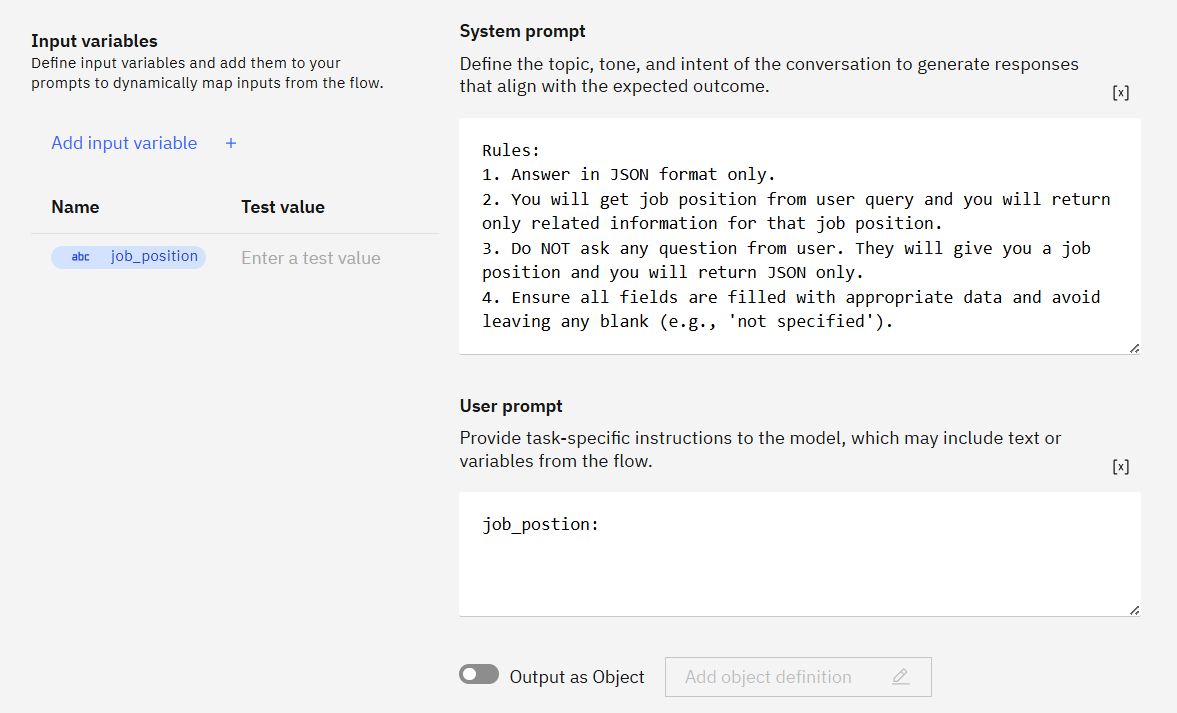 Input variables
Define input variables and add them to your
prompts to dynamically map inputs from the flow.
Add input variable +
Name Test value
abc job_position Enter a test value
System prompt
Define the topic, tone, and intent of the conversation to generate responses
that align with the expected outcome.
[x]
Rules:
1. Answer in JSON format only.
2. You will get job position from user query and you will return
only related information for that job position.
3. Do NOT ask any question from user. They will give you a job
position and you will return JSON only.
4. Ensure all fields are filled with appropriate data and avoid
leaving any blank (e.g., 'not specified').
User prompt
Provide task-specific instructions to the model, which may include text or
variables from the flow.
[x]
job_postion:
Output as Object Add object definition